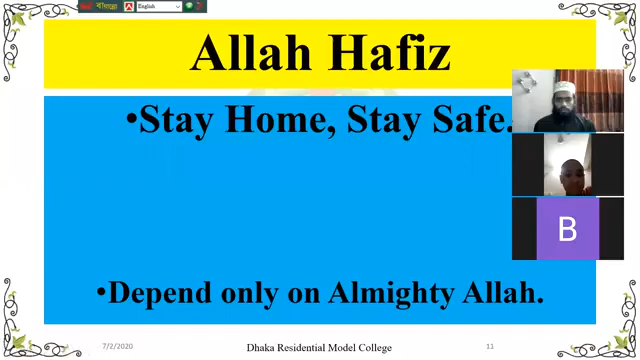 বাংলা
English
Allah Hafiz
•Stay Home, Stay Safe.
B
•Depend only on Almighty Allah.
7/2/2020
Dhaka Residential Model College
11